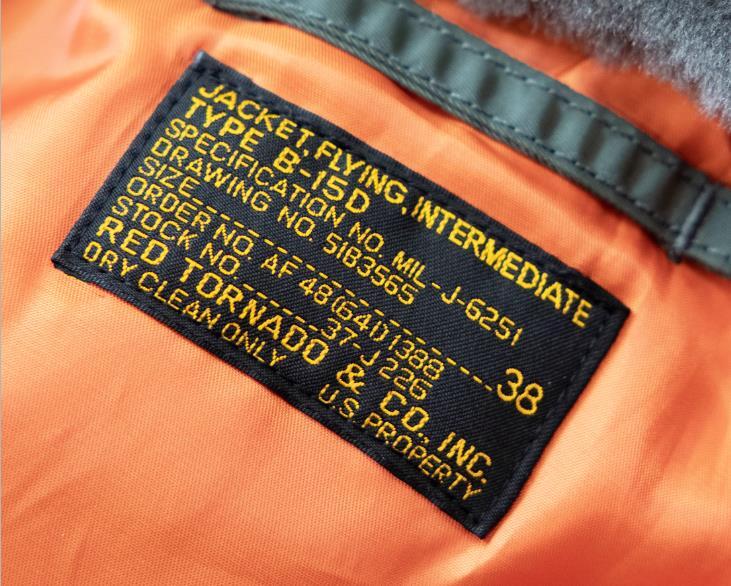 JACKET, FLYING, INTERMEDIATE
TYPE B-15D
SPECIFICATION NO. MIL-J-6251
DRAWING NO. 51B3565
SIZE--------------------38
ORDER NO. AF 48(641)1388
STOCK NO.-------37-J226
RED TORNADO & CO., INC.
DRY CLEAN ONLY U.S. PROPERTY